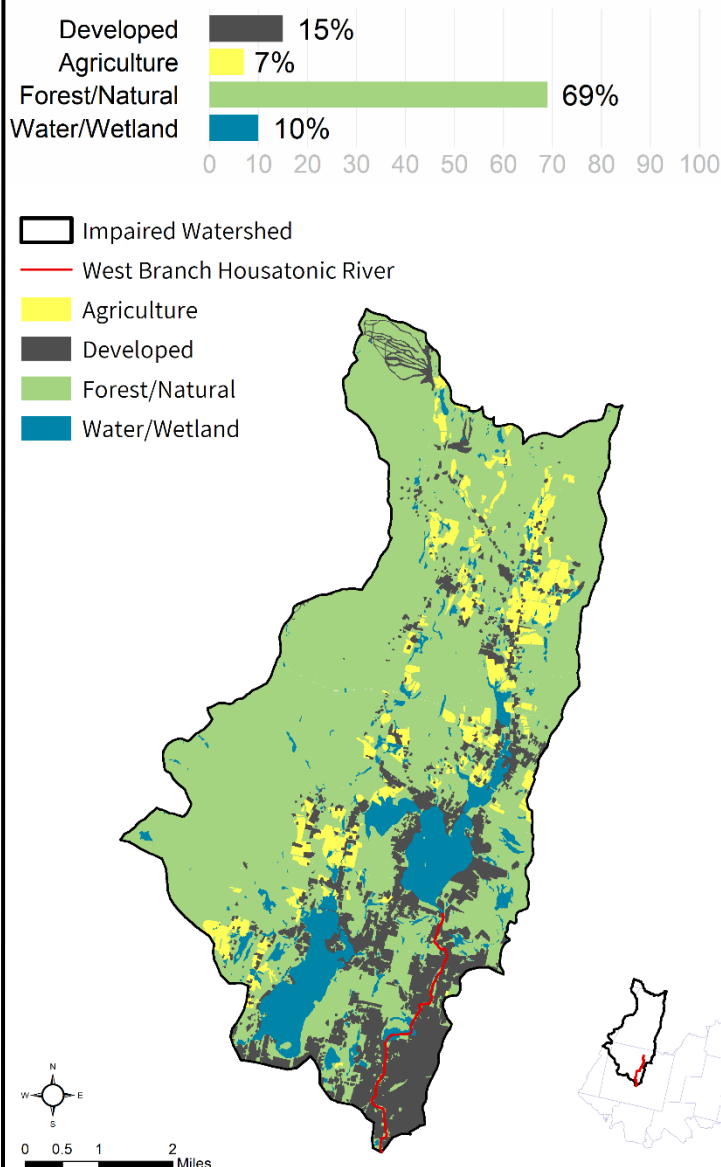 Developed 15%
Agriculture 7%
Forest/Natural 69%
Water/Wetland 10%
0 10 20 30 40 50 60 70 80 90 100
Impaired Watershed
West Branch Housatonic River
Agriculture
Developed
Forest/Natural
Water/Wetland
N
W E
S
0 0.5 1 2
Miles